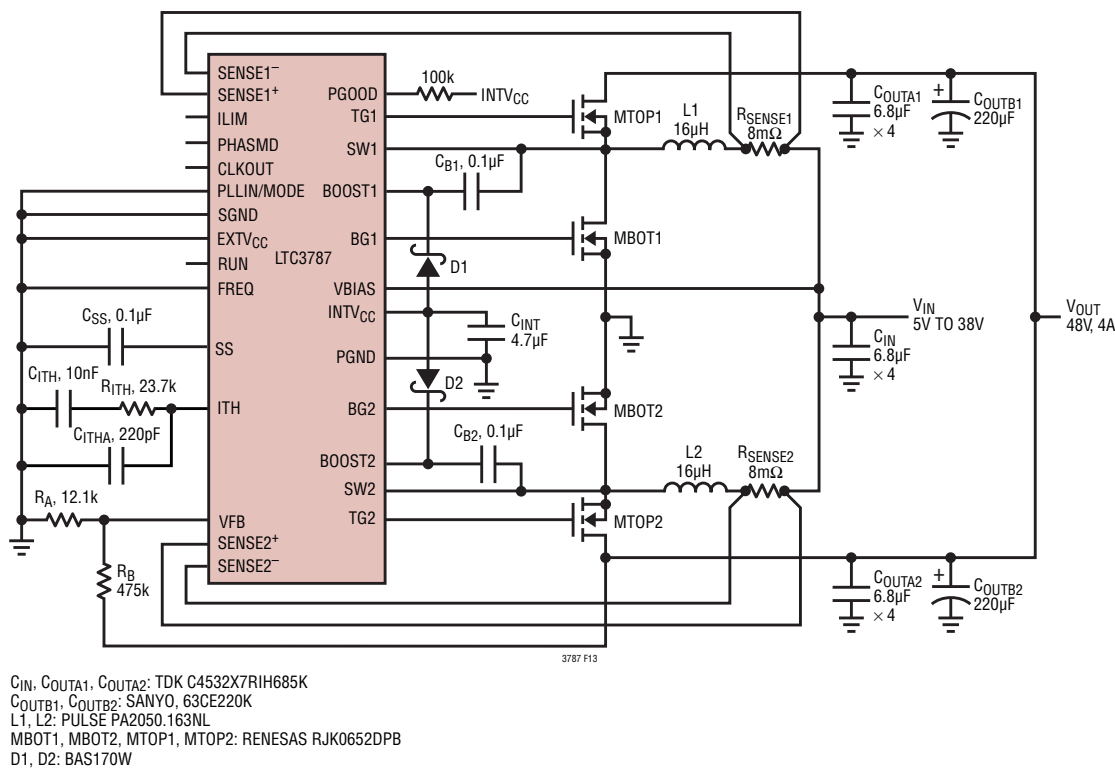 SENSE1–
SENSE1+
ILIM
PHASMD
CLKOUT
PLLIN/MODE
SGND
EXTVCC
RUN
FREQ
SS
ITH
VFB
SENSE2+
SENSE2–
LTC3787
PGOOD
TG1
SW1
BOOST1
BG1
VBIAS
INTVCC
PGND
BG2
BOOST2
SW2
TG2
100k
INTVCC
CB1, 0.1µF
D1
CINT
4.7µF
D2
CB2, 0.1µF
CSS, 0.1µF
CITH, 10nF
RITH, 23.7k
CITHA, 220pF
RA, 12.1k
RB
475k
MTOP1
L1
16µH
RSENSE1
8mΩ
MBOT1
MBOT2
L2
16µH
RSENSE2
8mΩ
MTOP2
COUTA1
6.8µF
× 4
+
COUTB1
220µF
VIN
5V TO 38V
CIN
6.8µF
× 4
VOUT
48V, 4A
COUTA2
6.8µF
× 4
+
COUTB2
220µF
3787 F13
CIN, COUTA1, COUTA2: TDK C4532X7RIH685K
COUTB1, COUTB2: SANYO, 63CE220K
L1, L2: PULSE PA2050.163NL
MBOT1, MBOT2, MTOP1, MTOP2: RENESAS RJK0652DPB
D1, D2: BAS170W